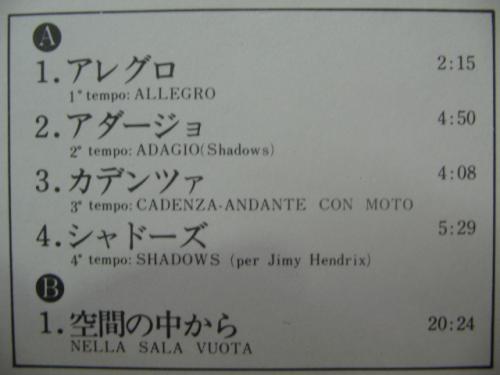 A
1. アレグロ 2:15
1° tempo: ALLEGRO
2. アダージョ 4:50
2° tempo: ADAGIO(Shadows)
3. カデンツァ 4:08
3° tempo: CADENZA-ANDANTE CON MOTO
4. シャドーズ 5:29
4° tempo: SHADOWS (per Jimy Hendrix)
B
1. 空間の中から 20:24
NELLA SALA VUOTA